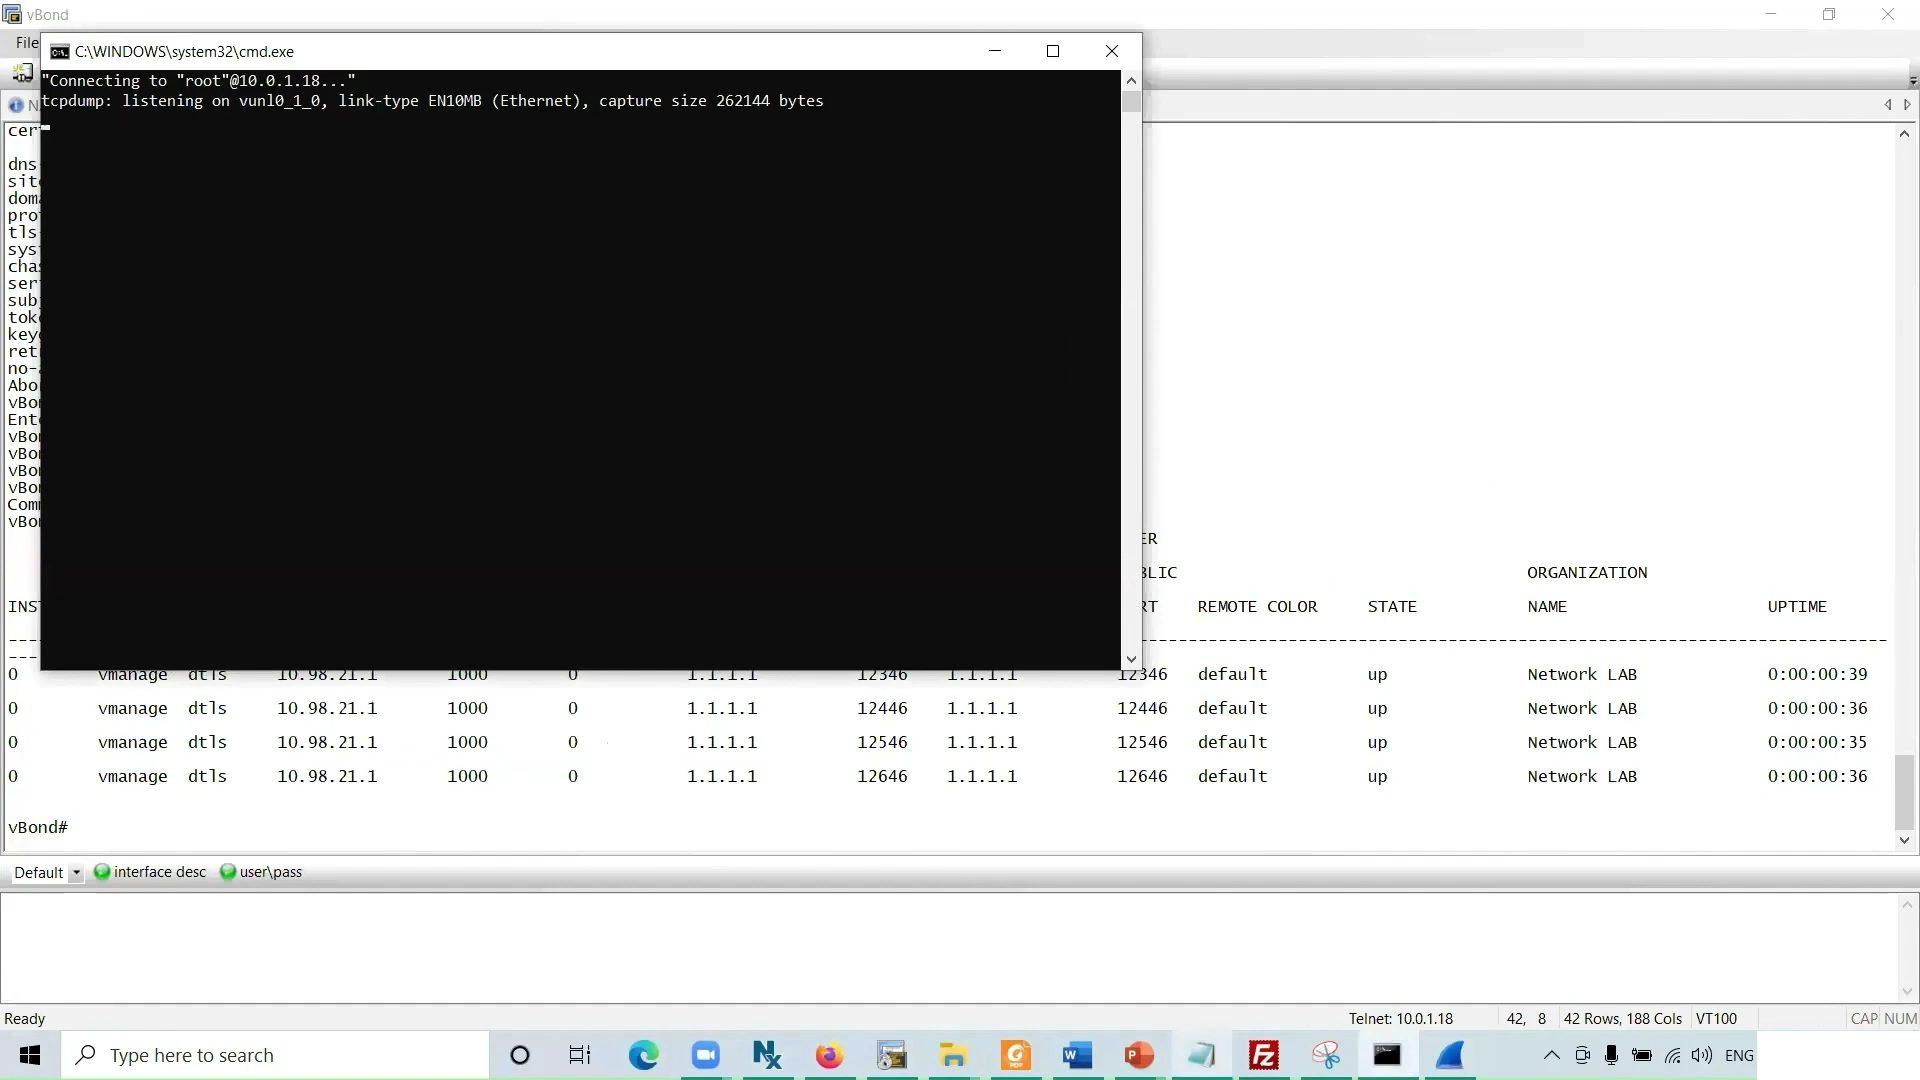 vBond
File
C:\WINDOWS\system32\cmd.exe
"Connecting to "root"@10.0.1.18..."
tcpdump: listening on vunl0_1_0, link-type EN10MB (Ethernet), capture size 262144 bytes
N
cer
dns
site
doma
pro
tls
sys
cha
ser
sub
toke
key
ret
no-
Abo
vBo
Ente
vBo
vBo
vBo
vBo
Com
vBo
ER
BLIC ORGANIZATION
INST RT REMOTE COLOR STATE NAME UPTIME
0 vmanage dtls 10.98.21.1 1000 0 1.1.1.1 12346 1.1.1.1 12346 default up Network LAB 0:00:00:39
0 vmanage dtls 10.98.21.1 1000 0 1.1.1.1 12446 1.1.1.1 12446 default up Network LAB 0:00:00:36
0 vmanage dtls 10.98.21.1 1000 0 1.1.1.1 12546 1.1.1.1 12546 default up Network LAB 0:00:00:35
0 vmanage dtls 10.98.21.1 1000 0 1.1.1.1 12646 1.1.1.1 12646 default up Network LAB 0:00:00:36
vBond#
Default interface desc user\pass
Ready Telnet: 10.0.1.18 42, 8 42 Rows, 188 Cols VT100 CAP NUM
Type here to search ENG